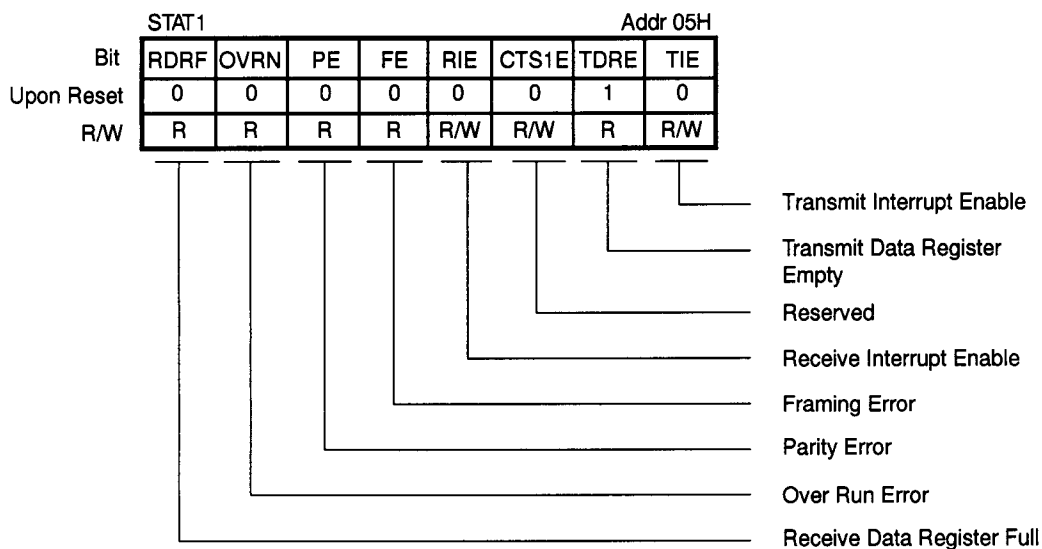 STAT1 Addr 05H
Bit RDRF OVRN PE FE RIE CTS1E TDRE TIE
Upon Reset 0 0 0 0 0 0 1 0
R/W R R R R R/W R/W R R/W
Transmit Interrupt Enable
Transmit Data Register
Empty
Reserved
Receive Interrupt Enable
Framing Error
Parity Error
Over Run Error
Receive Data Register Full